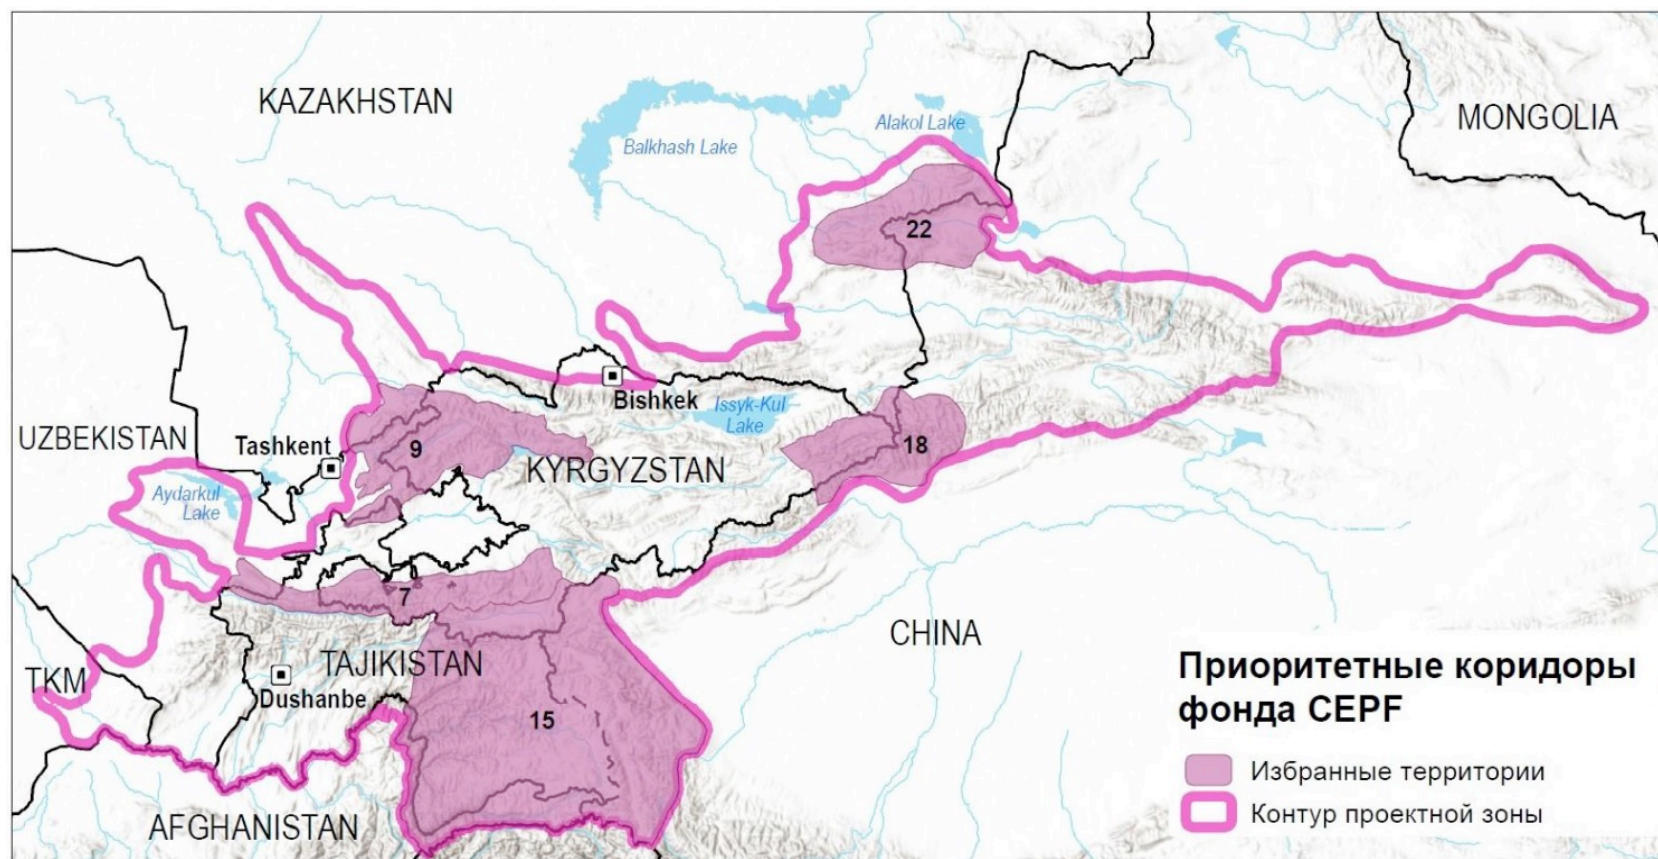 KAZAKHSTAN
MONGOLIA
Balkhash Lake
Alakol Lake
22
Bishkek
Issyk-Kul
Lake
UZBEKISTAN
Tashkent
9
KYRGYZSTAN
18
Aydarkul
Lake
7
CHINA
TKM
TAJIKISTAN
Dushanbe
15
AFGHANISTAN
Приоритетные коридоры
фонда CEPF
Избранные территории
Контур проектной зоны